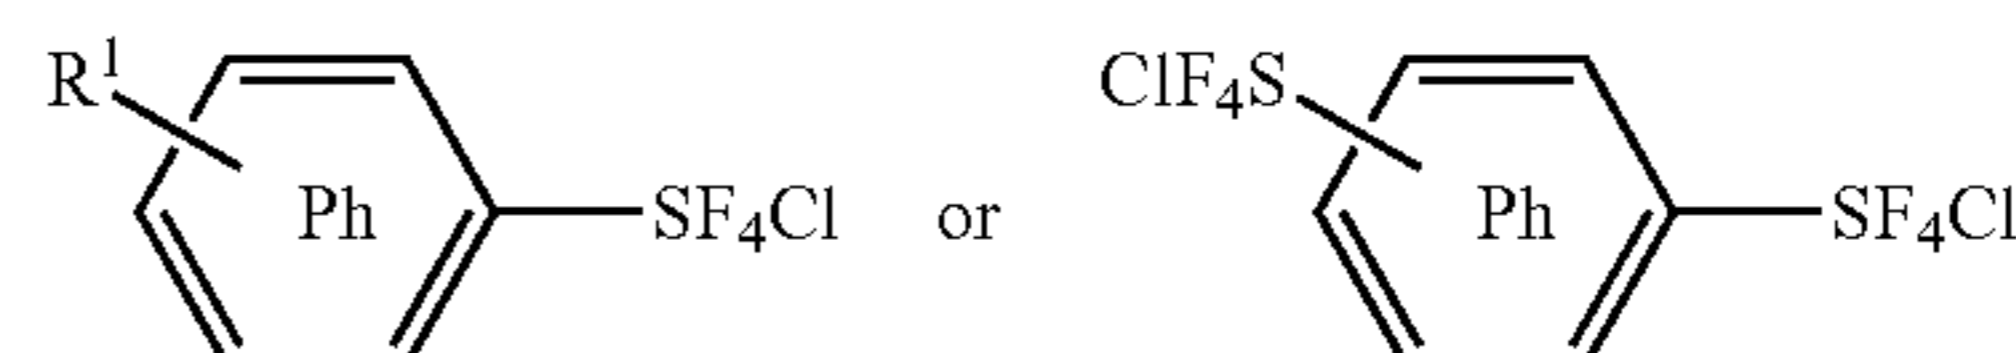 R¹ Ph SF₄Cl or ClF₄S Ph SF₄Cl